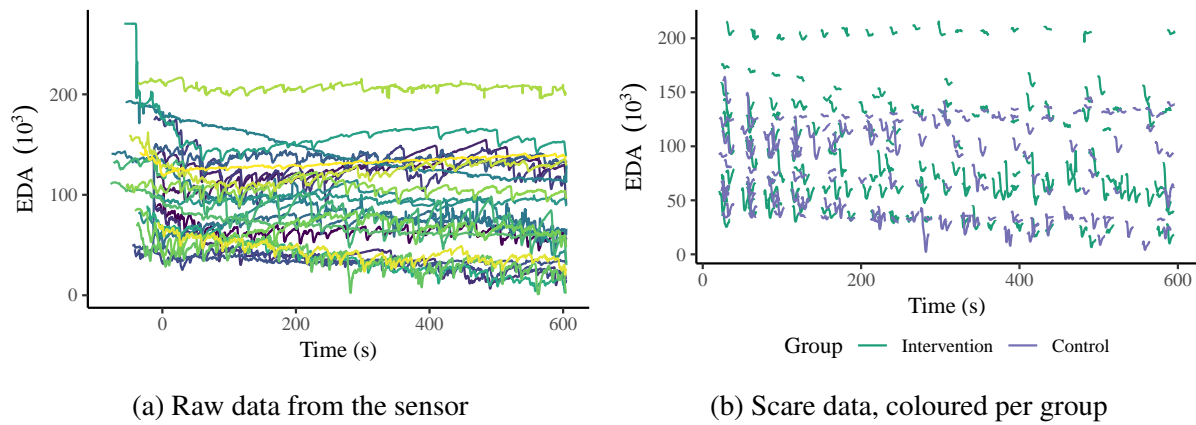 EDA (10³)
200
100
0
0
200
400
600
Time (s)
(a) Raw data from the sensor
EDA (10³)
200
150
100
50
0
0
200
400
600
Time (s)
Group
Intervention
Control
(b) Scare data, coloured per group